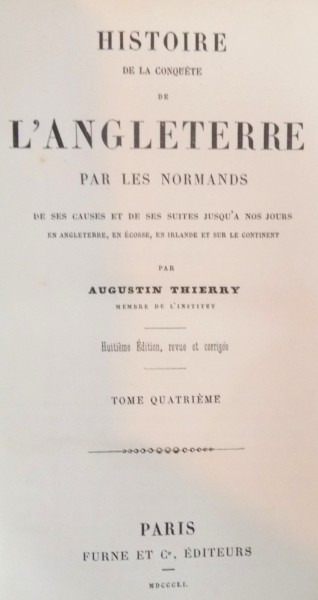 HISTOIRE
DE LA CONQUÊTE
DE
L'ANGLETERRE
PAR LES NORMANDS
DE SES CAUSES ET DE SES SUITES JUSQU'A NOS JOURS
EN ANGLETERRE, EN ÉCOSSE, EN IRLANDE ET SUR LE CONTINENT
PAR
AUGUSTIN THIERRY
MEMBRE DE L'INSTITUT
Huitième Édition, revue et corrigée
TOME QUATRIÈME
PARIS
FURNE ET Ce, ÉDITEURS
MDCCCLI.